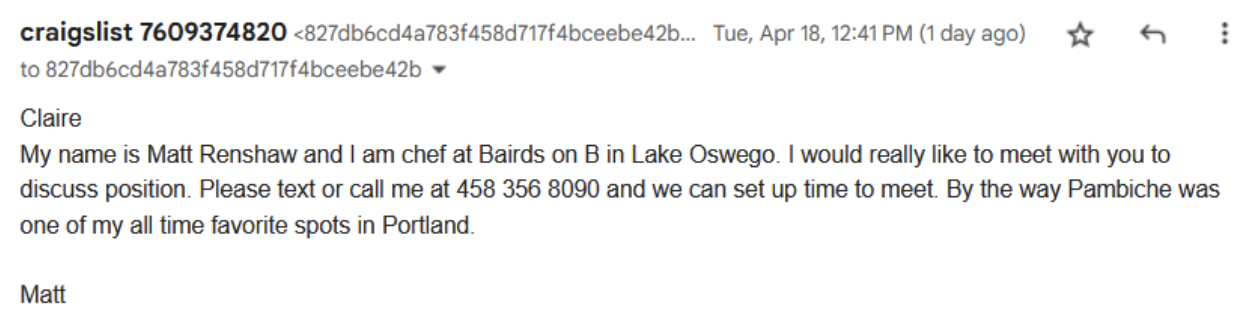 craigslist 7609374820 <827db6cd4a783f458d717f4bceebe42b... Tue, Apr 18, 12:41 PM (1 day ago)
to 827db6cd4a783f458d717f4bceebe42b
Claire
My name is Matt Renshaw and I am chef at Bairds on B in Lake Oswego. I would really like to meet with you to
discuss position. Please text or call me at 458 356 8090 and we can set up time to meet. By the way Pambiche was
one of my all time favorite spots in Portland.
Matt